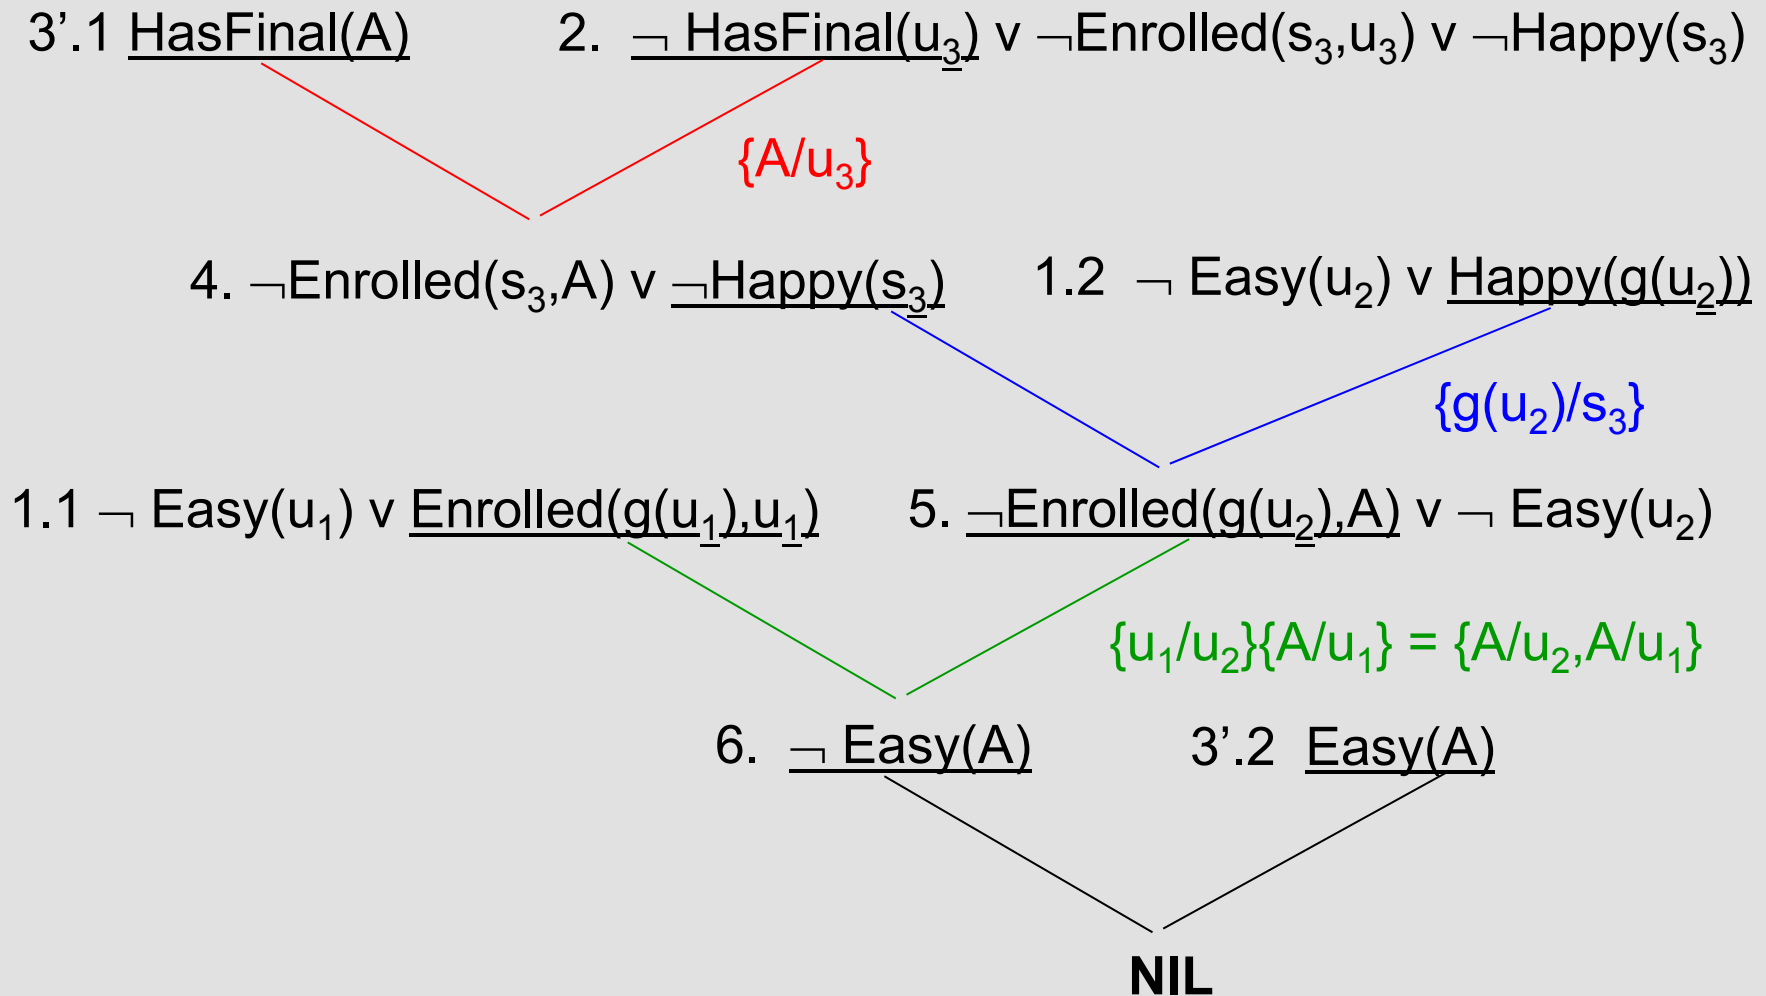 3’.1 HasFinal(A) 2. ¬ HasFinal(u₃) v ¬Enrolled(s₃,u₃) v ¬Happy(s₃)
{A/u₃}
4. ¬Enrolled(s₃,A) v ¬Happy(s₃) 1.2 ¬ Easy(u₂) v Happy(g(u₂))
{g(u₂)/s₃}
1.1 ¬ Easy(u₁) v Enrolled(g(u₁),u₁) 5. ¬Enrolled(g(u₂),A) v ¬ Easy(u₂)
{u₁/u₂}{A/u₁} = {A/u₂,A/u₁}
6. ¬ Easy(A) 3’.2 Easy(A)
NIL